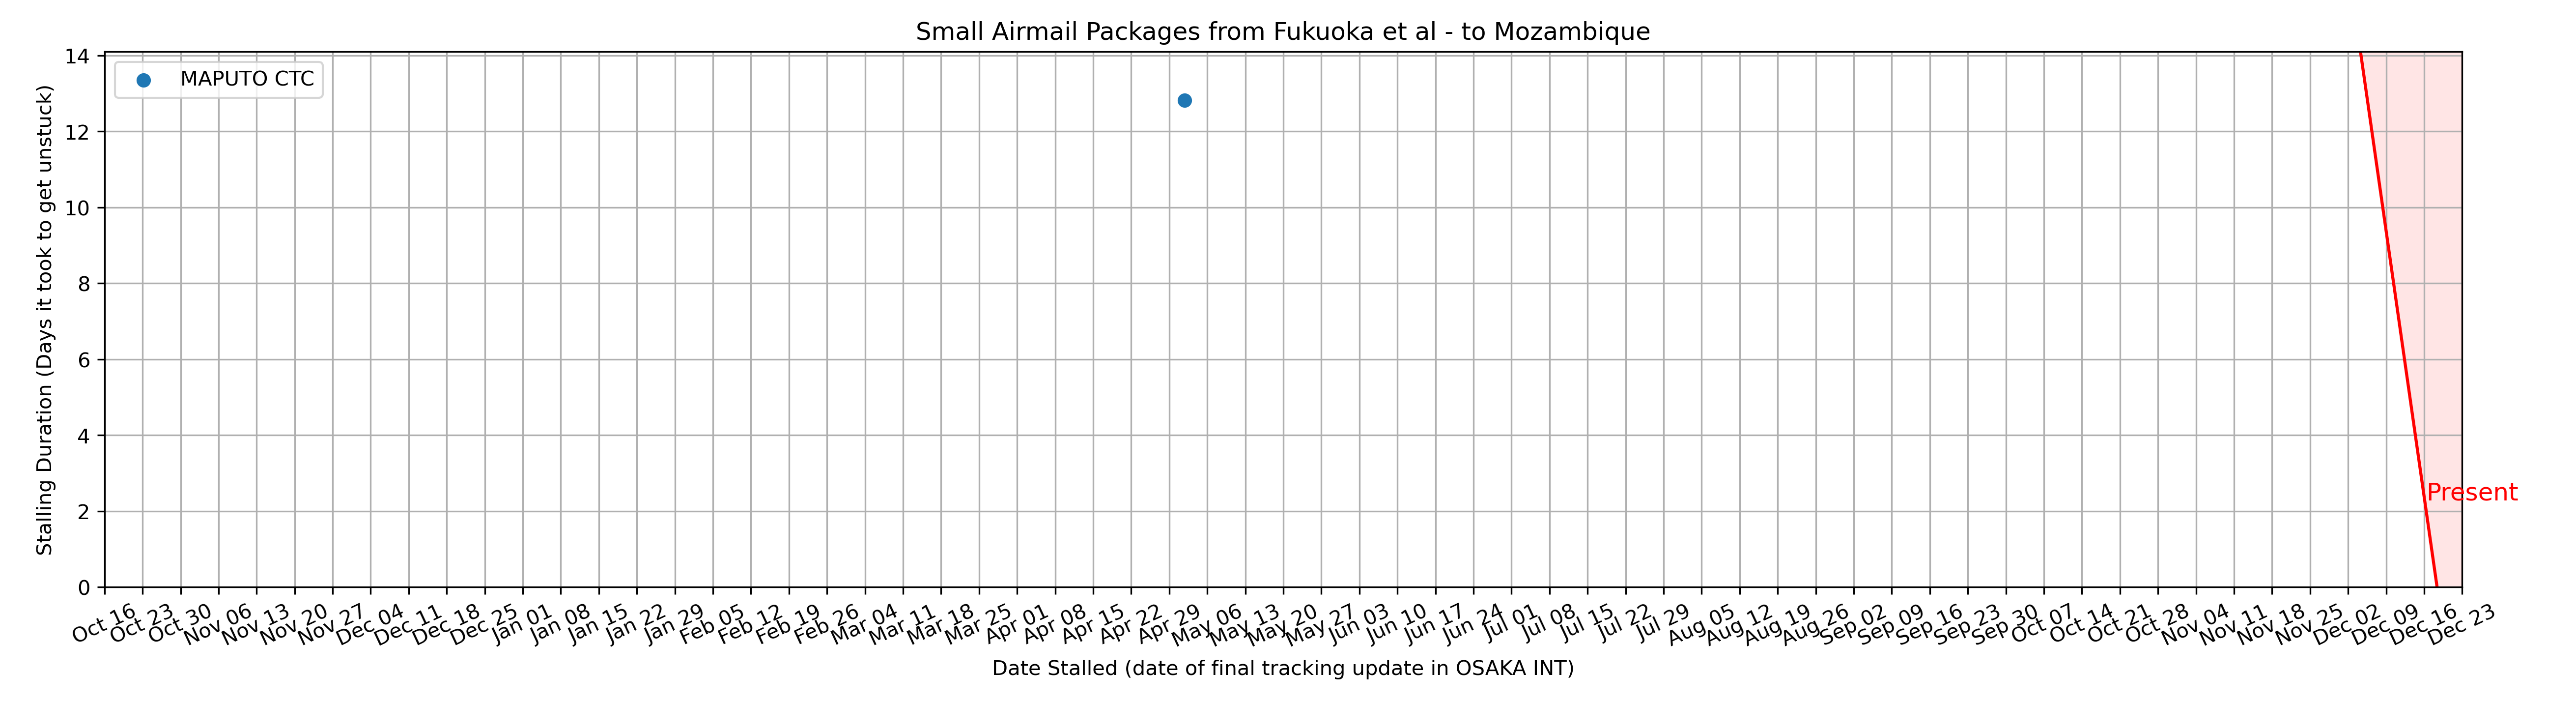 Small Airmail Packages from Fukuoka et al - to Mozambique
MAPUTO CTC
Stalling Duration (Days it took to get unstuck)
14
12
10
8
6
4
2
0
Present
Oct 16
Oct 23
Oct 30
Nov 06
Nov 13
Nov 20
Nov 27
Dec 04
Dec 11
Dec 18
Dec 25
Jan 01
Jan 08
Jan 15
Jan 22
Jan 29
Feb 05
Feb 12
Feb 19
Feb 26
Mar 04
Mar 11
Mar 18
Mar 25
Apr 01
Apr 08
Apr 15
Apr 22
Apr 29
May 06
May 13
May 20
May 27
Jun 03
Jun 10
Jun 17
Jun 24
Jul 01
Jul 08
Jul 15
Jul 22
Jul 29
Aug 05
Aug 12
Aug 19
Aug 26
Sep 02
Sep 09
Sep 16
Sep 23
Sep 30
Oct 07
Oct 14
Oct 21
Oct 28
Nov 04
Nov 11
Nov 18
Nov 25
Dec 02
Dec 09
Dec 16
Dec 23
Date Stalled (date of final tracking update in OSAKA INT)